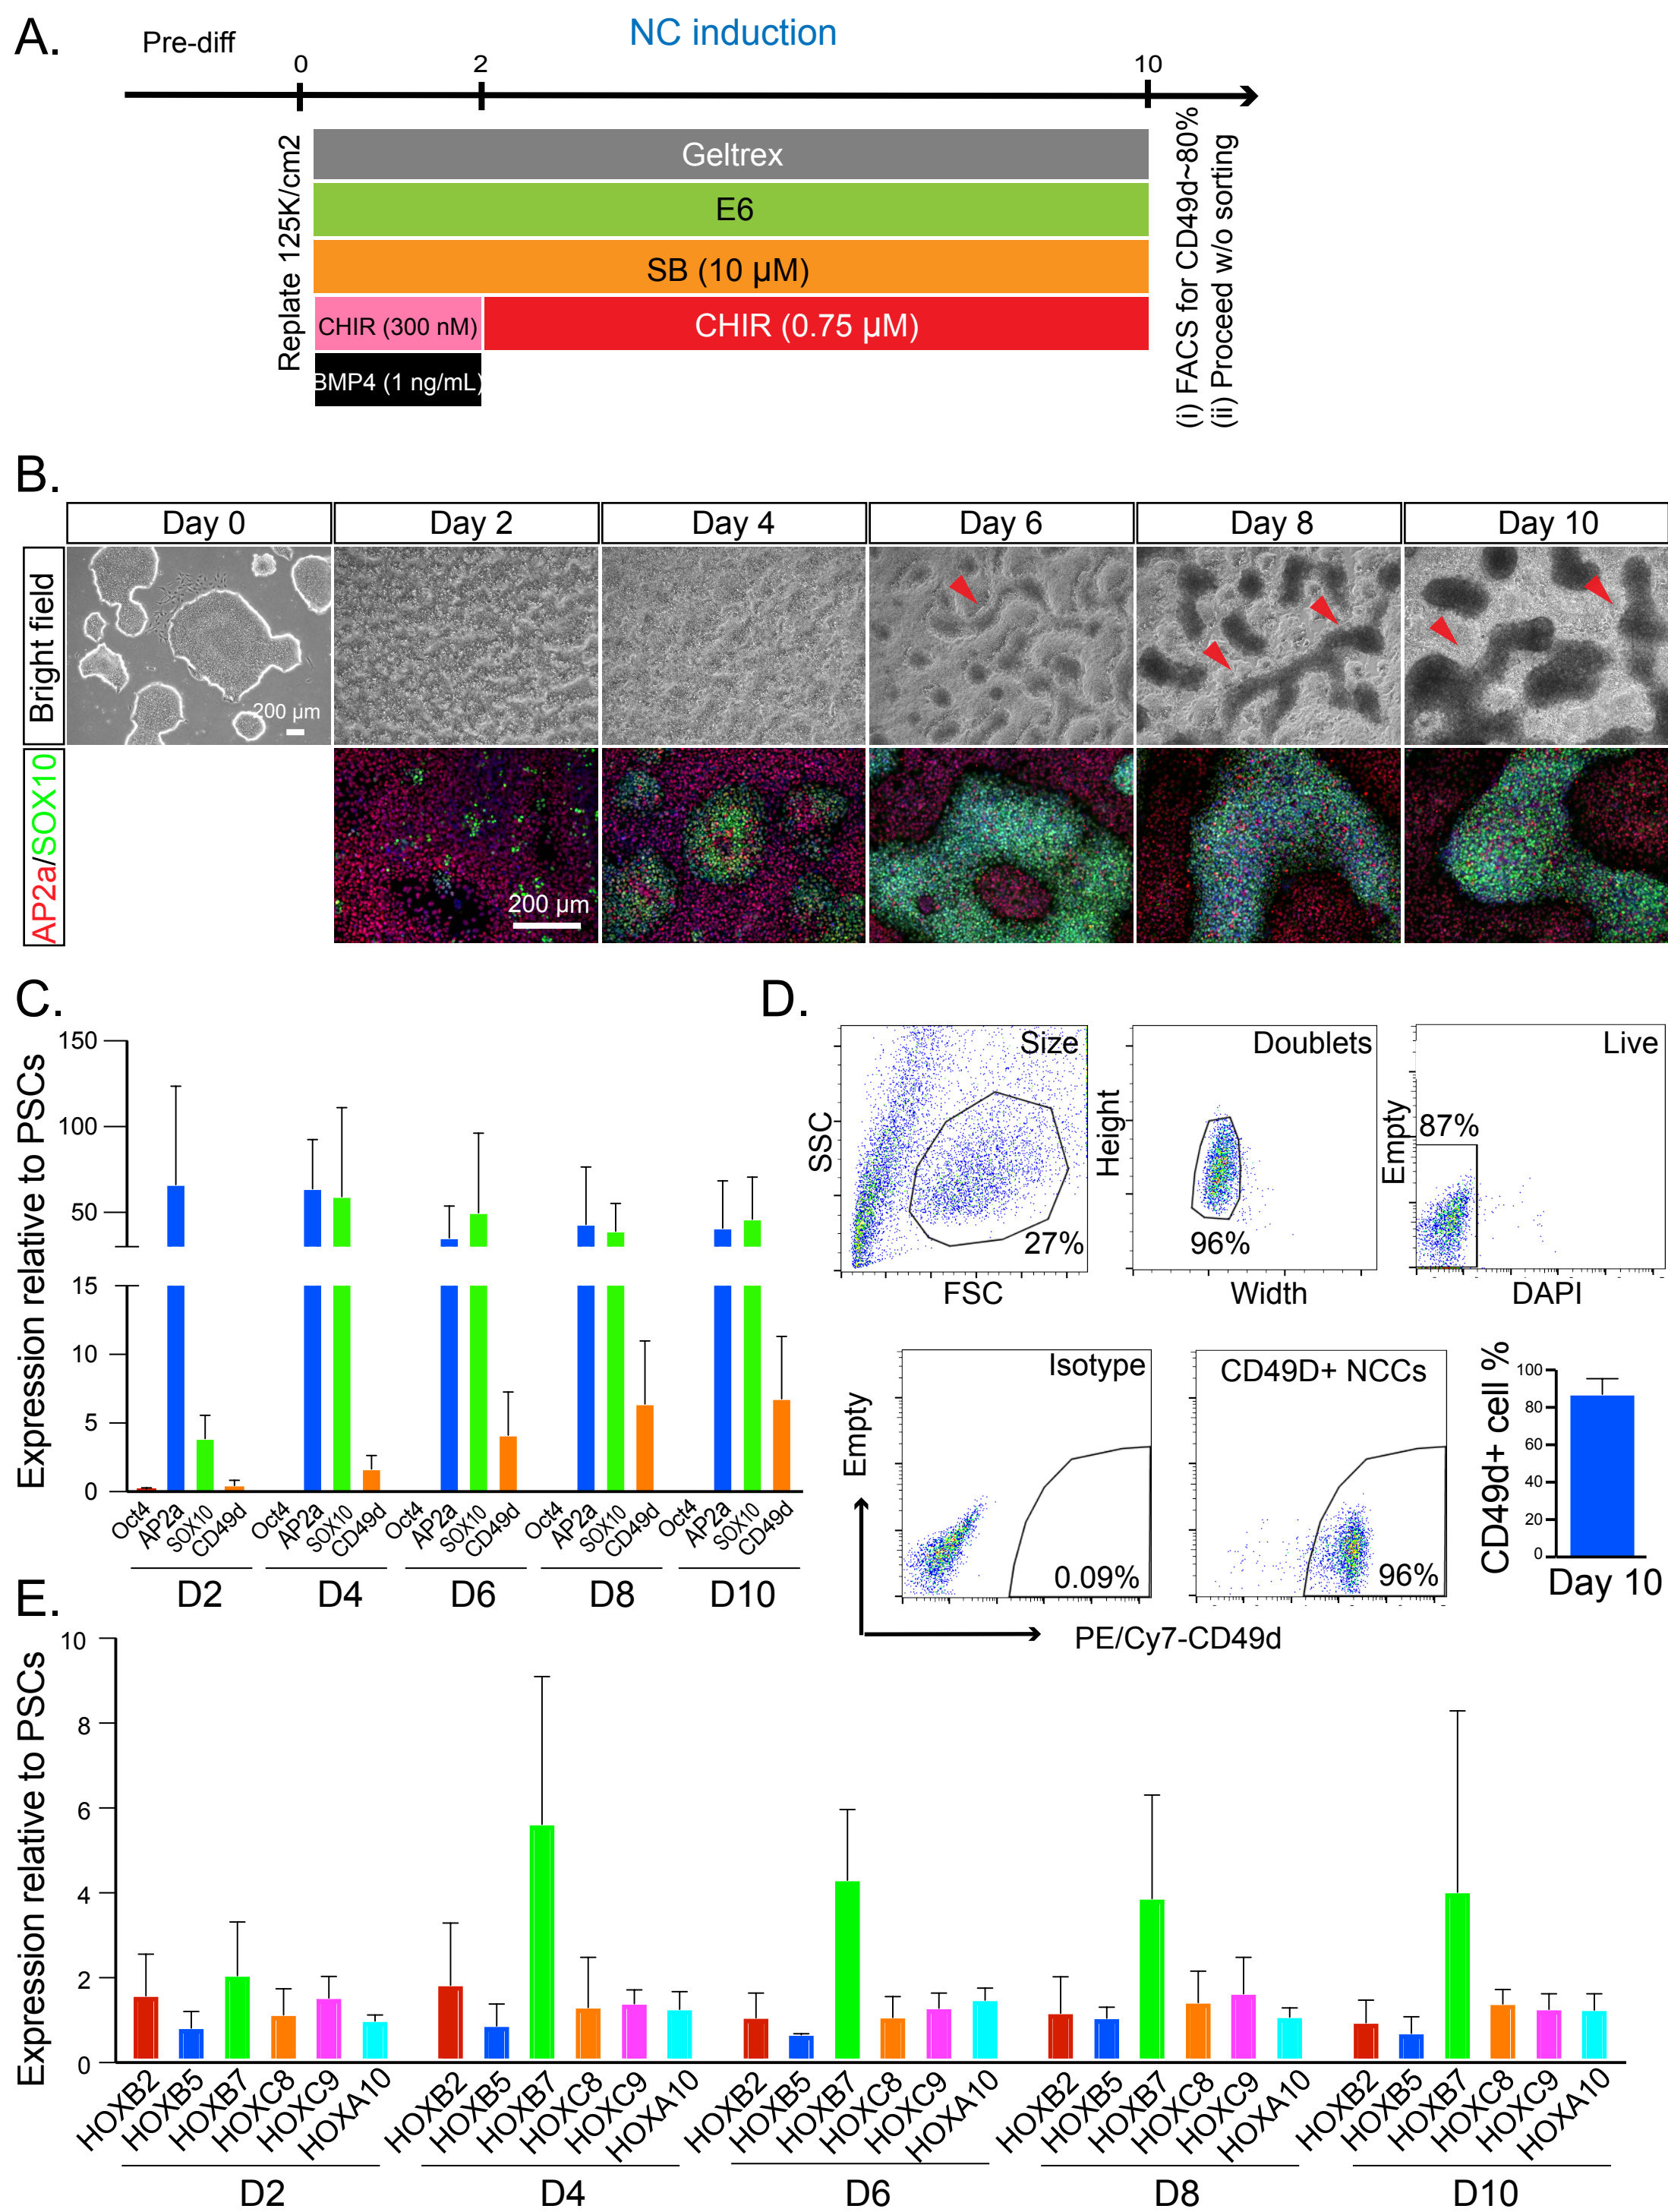 A.
Pre-diff
NC induction
0
2
10
Replate 125K/cm2
Geltrex
E6
SB (10 µM)
CHIR (300 nM)
CHIR (0.75 µM)
BMP4 (1 ng/mL)
(i) FACS for CD49d~80%
(ii) Proceed w/o sorting
B.
Day 0
Day 2
Day 4
Day 6
Day 8
Day 10
Bright field
200 µm
AP2a/SOX10
200 µm
C.
Expression relative to PSCs
150
100
50
15
10
5
0
Oct4
AP2a
SOX10
CD49d
Oct4
AP2a
SOX10
CD49d
Oct4
AP2a
SOX10
CD49d
Oct4
AP2a
SOX10
CD49d
Oct4
AP2a
SOX10
CD49d
D2
D4
D6
D8
D10
D.
Size
SSC
27%
FSC
Doublets
Height
96%
Width
Live
Empty
87%
DAPI
Isotype
Empty
0.09%
CD49D+ NCCs
96%
PE/Cy7-CD49d
CD49d+ cell %
100
80
60
40
20
0
Day 10
E.
Expression relative to PSCs
10
8
6
4
2
0
HOXB2
HOXB5
HOXB7
HOXC8
HOXC9
HOXA10
HOXB2
HOXB5
HOXB7
HOXC8
HOXC9
HOXA10
HOXB2
HOXB5
HOXB7
HOXC8
HOXC9
HOXA10
HOXB2
HOXB5
HOXB7
HOXC8
HOXC9
HOXA10
HOXB2
HOXB5
HOXB7
HOXC8
HOXC9
HOXA10
D2
D4
D6
D8
D10